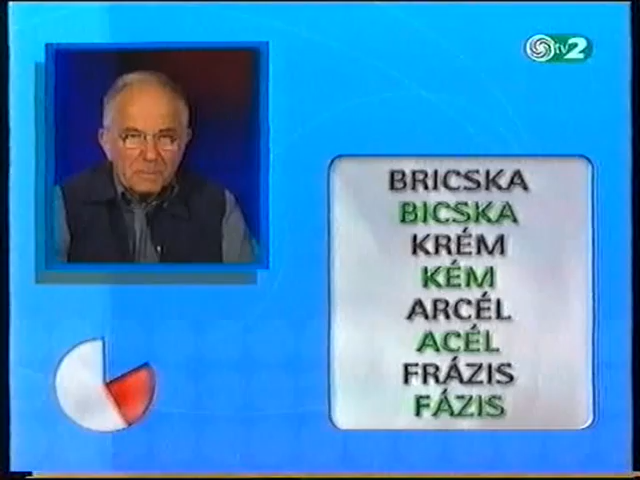 tv2
BRICSKA
BICSKA
KRÉM
KÉM
ARCÉL
ACÉL
FRÁZIS
FÁZIS